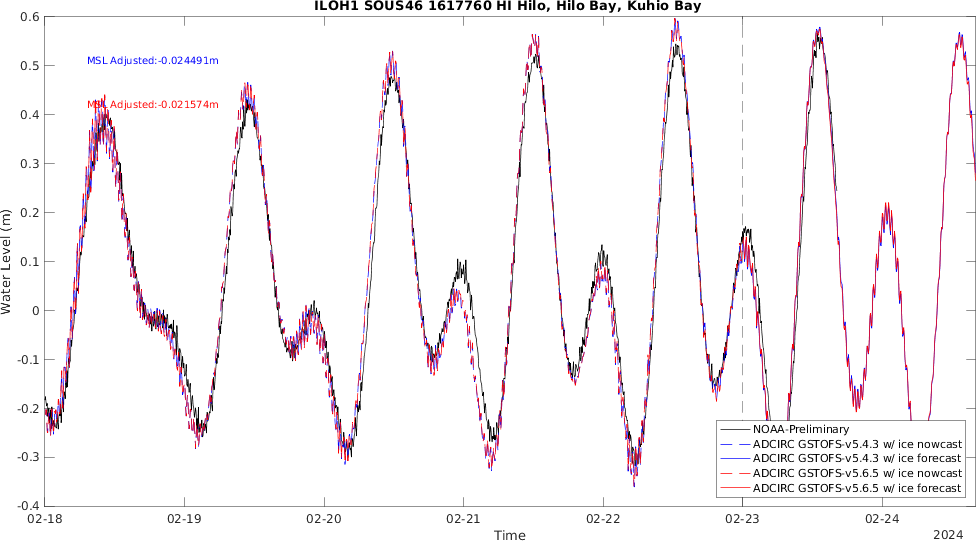 ILOH1 SOUS46 1617760 HI Hilo, Hilo Bay, Kuhio Bay
MSL Adjusted:-0.024491m
MSL Adjusted:-0.021574m
Water Level (m)
0.6
0.5
0.4
0.3
0.2
0.1
0
-0.1
-0.2
-0.3
-0.4
NOAA-Preliminary
ADCIRC GSTOFS-v5.4.3 w/ ice nowcast
ADCIRC GSTOFS-v5.4.3 w/ ice forecast
ADCIRC GSTOFS-v5.6.5 w/ ice nowcast
ADCIRC GSTOFS-v5.6.5 w/ ice forecast
02-18 02-19 02-20 02-21 02-22 02-23 02-24
Time
2024